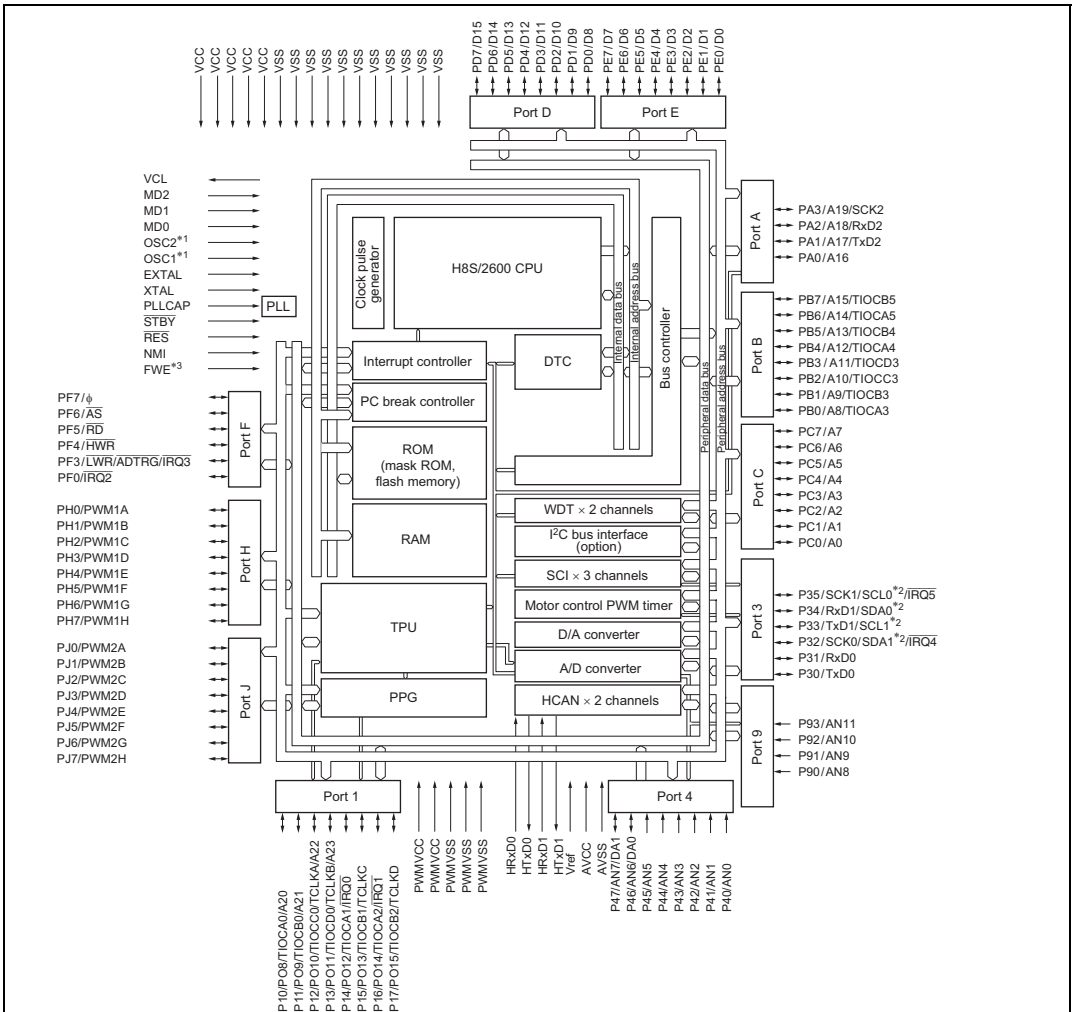 VCC
VCC
VCC
VCC
VCC
VSS
VSS
VSS
VSS
VSS
VSS
VSS
VSS
VSS
VSS
VSS
PD7/D15
PD6/D14
PD5/D13
PD4/D12
PD3/D11
PD2/D10
PD1/D9
PD0/D8
PE7/D7
PE6/D6
PE5/D5
PE4/D4
PE3/D3
PE2/D2
PE1/D1
PE0/D0
Port D
Port E
VCL
MD2
MD1
MD0
OSC2*1
OSC1*1
EXTAL
XTAL
PLLCAP
STBY
RES
NMI
FWE*3
PLL
Clock pulse
generator
H8S/2600 CPU
Internal data bus
Internal address bus
Bus controller
Interrupt controller
DTC
PC break controller
ROM
(mask ROM,
flash memory)
RAM
Peripheral data bus
Peripheral address bus
Port A
PA3/A19/SCK2
PA2/A18/RxD2
PA1/A17/TxD2
PA0/A16
Port B
PB7/A15/TIOCB5
PB6/A14/TIOCA5
PB5/A13/TIOCB4
PB4/A12/TIOCA4
PB3/A11/TIOCD3
PB2/A10/TIOCC3
PB1/A9/TIOCB3
PB0/A8/TIOCA3
Port C
PC7/A7
PC6/A6
PC5/A5
PC4/A4
PC3/A3
PC2/A2
PC1/A1
PC0/A0
PF7/ϕ
PF6/AS
PF5/RD
PF4/HWR
PF3/LWR/ADTRG/IRQ3
PF0/IRQ2
Port F
PH0/PWM1A
PH1/PWM1B
PH2/PWM1C
PH3/PWM1D
PH4/PWM1E
PH5/PWM1F
PH6/PWM1G
PH7/PWM1H
Port H
PJ0/PWM2A
PJ1/PWM2B
PJ2/PWM2C
PJ3/PWM2D
PJ4/PWM2E
PJ5/PWM2F
PJ6/PWM2G
PJ7/PWM2H
Port J
WDT × 2 channels
I2C bus interface
(option)
SCI × 3 channels
Motor control PWM timer
D/A converter
A/D converter
HCAN × 2 channels
TPU
PPG
Port 3
P35/SCK1/SCL0*2/IRQ5
P34/RxD1/SDA0*2
P33/TxD1/SCL1*2
P32/SCK0/SDA1*2/IRQ4
P31/RxD0
P30/TxD0
Port 9
P93/AN11
P92/AN10
P91/AN9
P90/AN8
Port 1
Port 4
P10/PO8/TIOCA0/A20
P11/PO9/TIOCB0/A21
P12/PO10/TIOCC0/TCLKA/A22
P13/PO11/TIOCD0/TCLKB/A23
P14/PO12/TIOCA1/IRQ0
P15/PO13/TIOCB1/TCLKC
P16/PO14/TIOCA2/IRQ1
P17/PO15/TIOCB2/TCLKD
PWMVCC
PWMVCC
PWMVSS
PWMVSS
PWMVSS
HRxD0
HTxD0
HRxD1
HTxD1
Vref
AVCC
AVSS
P47/AN7/DA1
P46/AN6/DA0
P45/AN5
P44/AN4
P43/AN3
P42/AN2
P41/AN1
P40/AN0